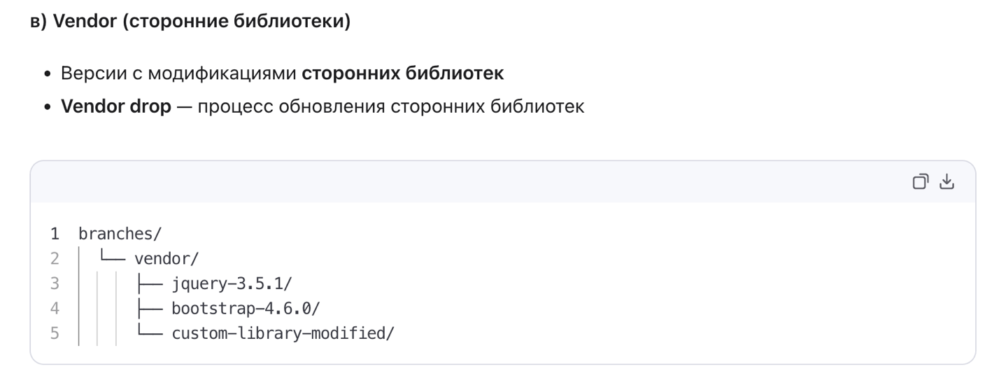 в) Vendor (сторонние библиотеки)
• Версии с модификациями сторонних библиотек
• Vendor drop — процесс обновления сторонних библиотек
1 branches/
2 └── vendor/
3 ├── jquery-3.5.1/
4 ├── bootstrap-4.6.0/
5 └── custom-library-modified/